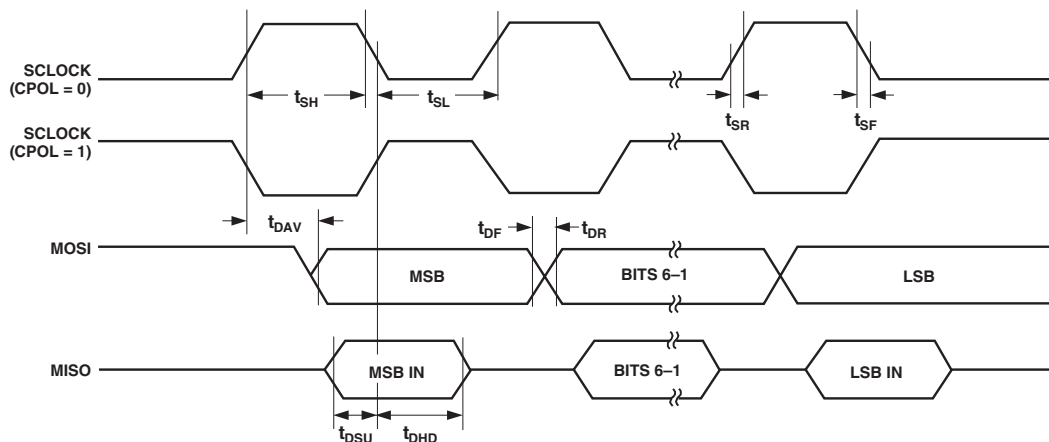 SCLOCK
(CPOL = 0)
tSH
tSL
tSR
tSF
SCLOCK
(CPOL = 1)
tDAV
tDF
tDR
MOSI
MSB
BITS 6–1
LSB
MISO
MSB IN
BITS 6–1
LSB IN
tDSU
tDHD